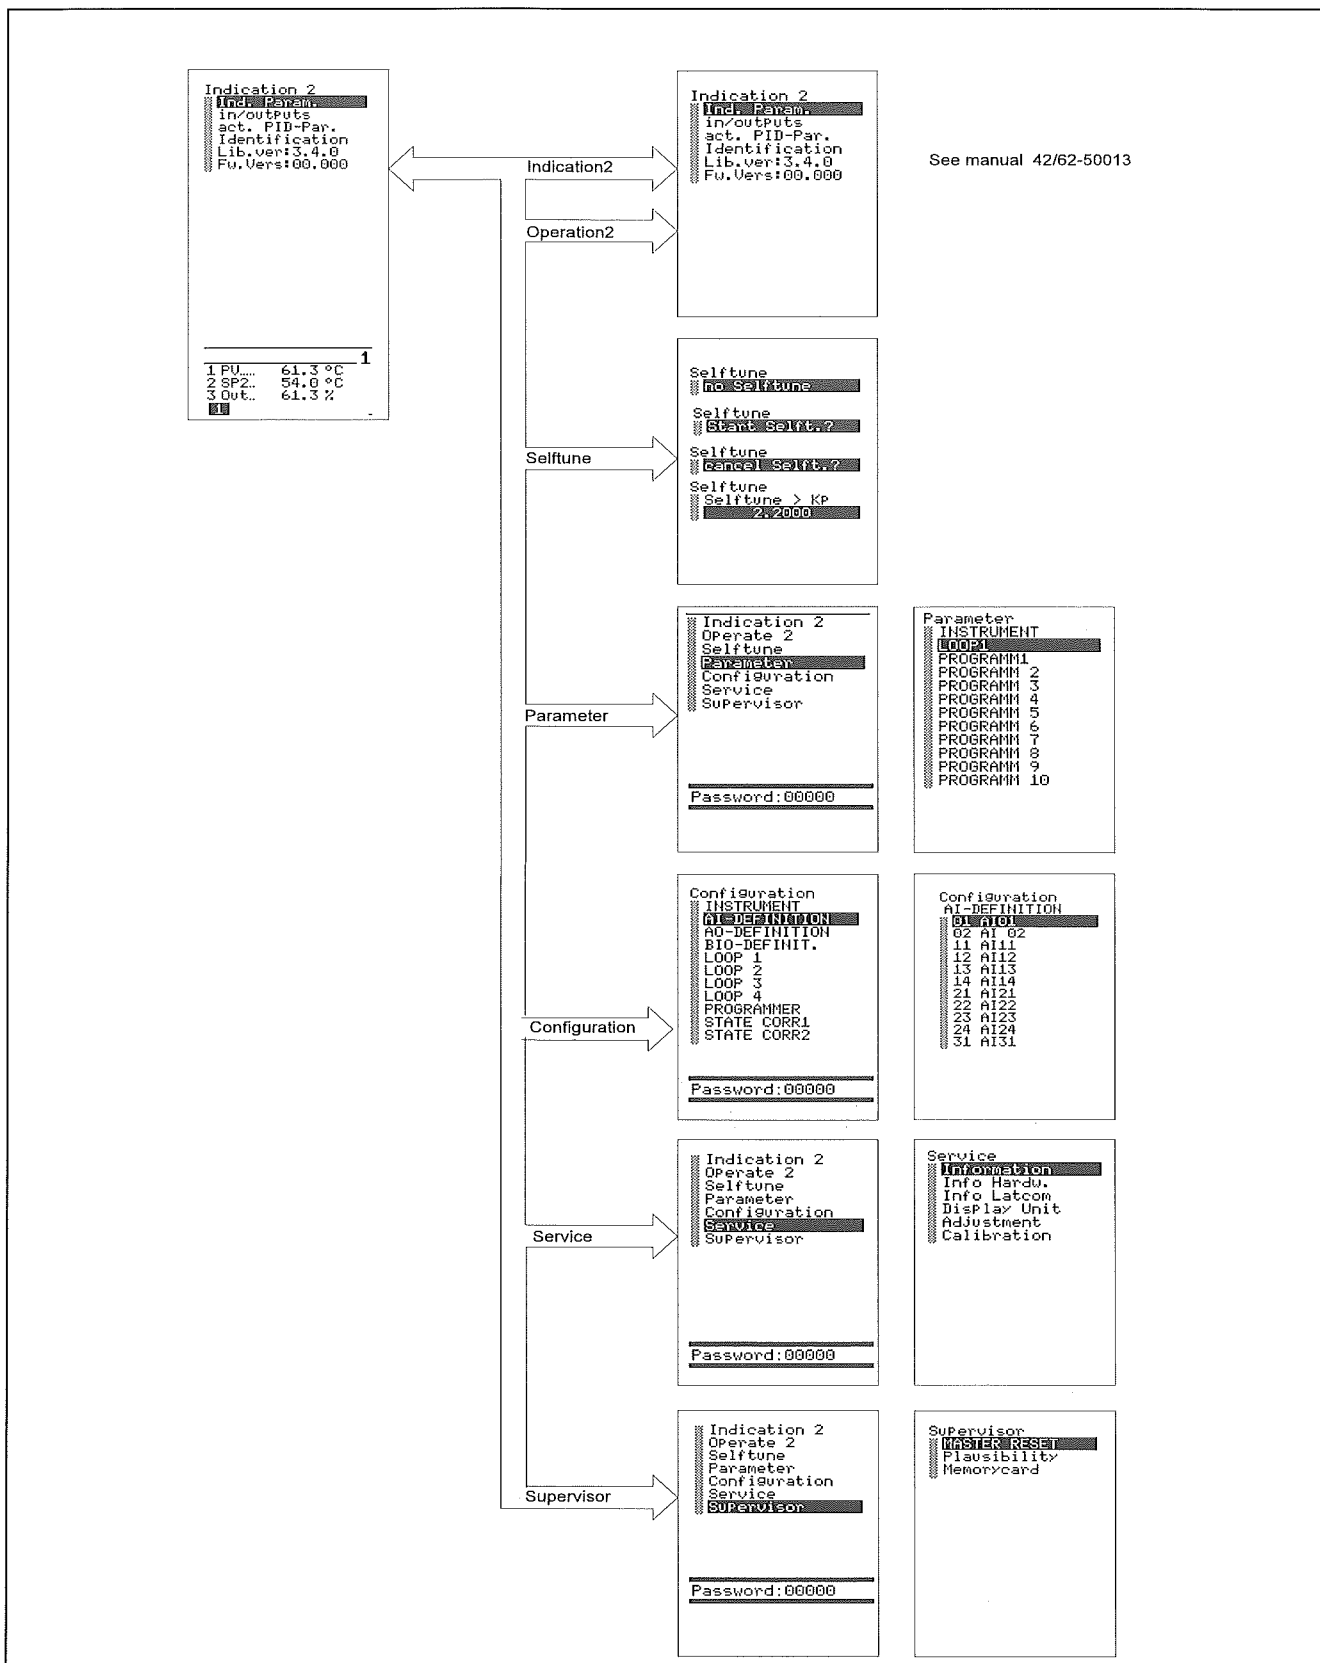 Indication 2
Ind. Param.
in/outputs
act. PID-Par.
Identification
Lib.ver:3.4.0
Fw.Vers:00.000
1
1 PV..... 61.3 °C
2 SP2.. 54.0 °C
3 Out.. 61.3 %
1
Indication2
Indication 2
Ind. Param.
in/outputs
act. PID-Par.
Identification
Lib.ver:3.4.0
Fw.Vers:00.000
See manual 42/62-50013
Operation2
Selftune
Selftune
no Selftune
Selftune
Start Selft.?
Selftune
cancel Selft.?
Selftune
Selftune > Kp
2.2000
Parameter
Indication 2
Operate 2
Selftune
Parameter
Configuration
Service
Supervisor
Password:00000
Parameter
INSTRUMENT
LOOP1
PROGRAMM1
PROGRAMM 2
PROGRAMM 3
PROGRAMM 4
PROGRAMM 5
PROGRAMM 6
PROGRAMM 7
PROGRAMM 8
PROGRAMM 9
PROGRAMM 10
Configuration
Configuration
INSTRUMENT
AI-DEFINITION
AO-DEFINITION
BIO-DEFINIT.
LOOP 1
LOOP 2
LOOP 3
LOOP 4
PROGRAMMER
STATE CORR1
STATE CORR2
Password:00000
Configuration
AI-DEFINITION
01 AI01
02 AI 02
11 AI11
12 AI12
13 AI13
14 AI14
21 AI21
22 AI22
23 AI23
24 AI24
31 AI31
Service
Indication 2
Operate 2
Selftune
Parameter
Configuration
Service
Supervisor
Password:00000
Service
Information
Info Hardw.
Info Latcom
Display Unit
Adjustment
Calibration
Supervisor
Indication 2
Operate 2
Selftune
Parameter
Configuration
Service
Supervisor
Password:00000
Supervisor
MASTER RESET
Plausibility
Memorycard